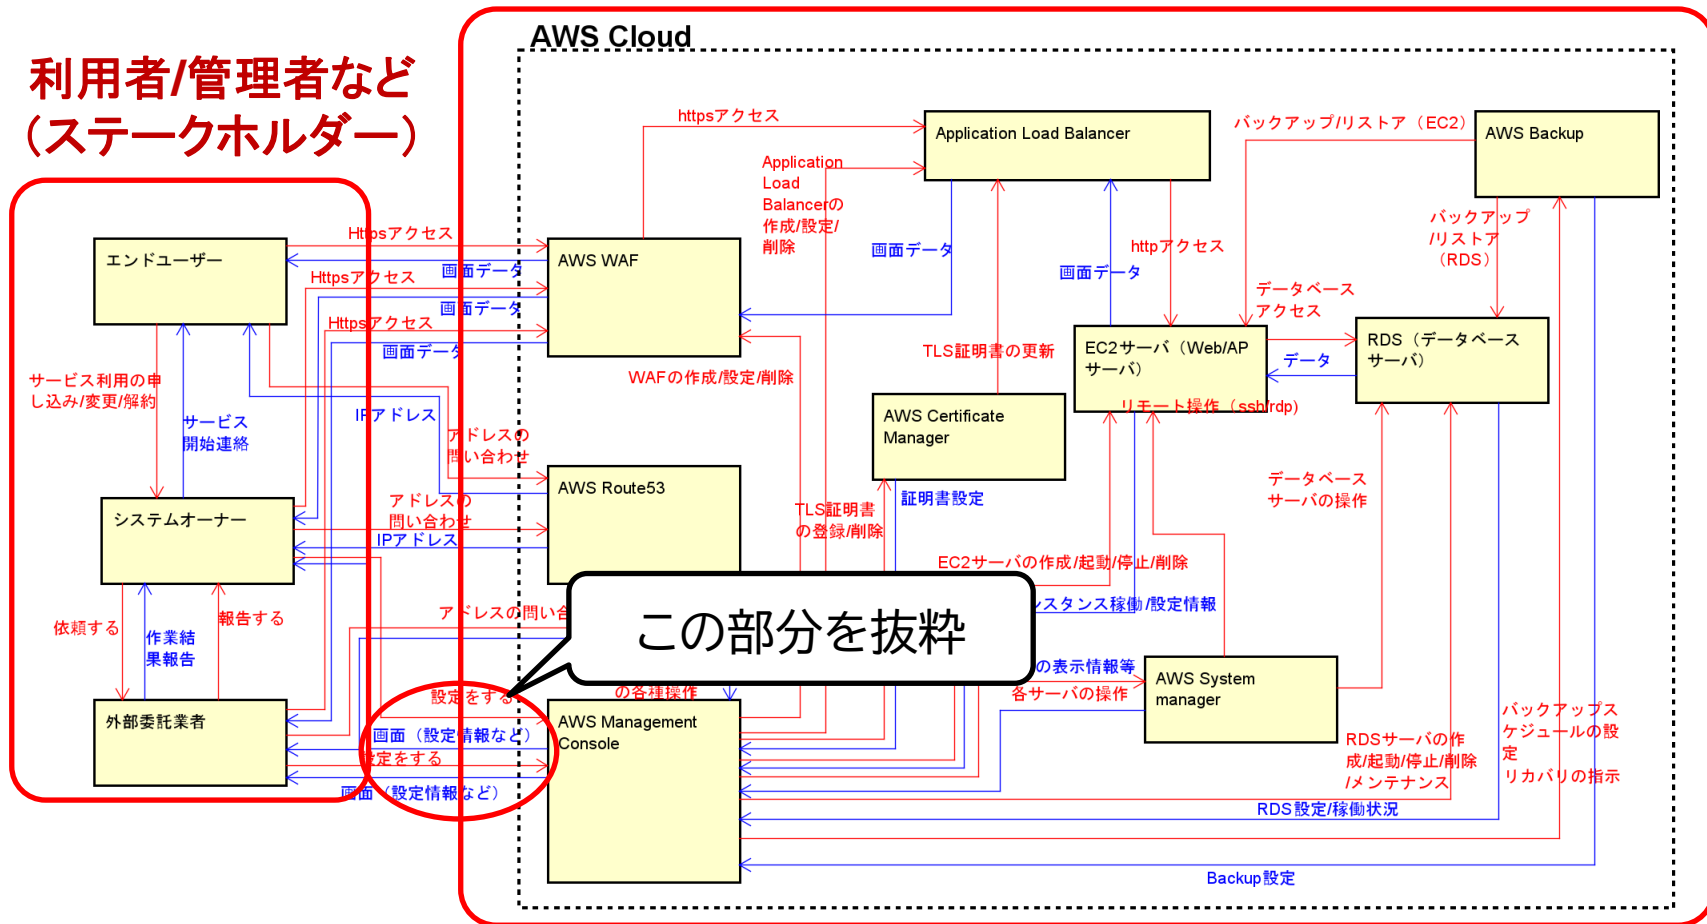 AWS Cloud
利用者/管理者など
（ステークホルダー）
httpsアクセス
Application Load Balancer
バックアップ/リストア（EC2）
AWS Backup
Application
Load
Balancerの
作成/設定/
削除
バックアップ
/リストア
（RDS）
Httpsアクセス
エンドユーザー
画面データ
AWS WAF
画面データ
httpアクセス
画面データ
Httpsアクセス
画面データ
データベース
アクセス
Httpsアクセス
画面データ
EC2サーバ（Web/AP
サーバ）
データ
RDS（データベース
サーバ）
TLS証明書の更新
WAFの作成/設定/削除
サービス利用の申
し込み/変更/解約
サービス
開始連絡
IPアドレス
アドレスの
問い合わせ
リモート操作（ssh/rdp)
AWS Certificate
Manager
AWS Route53
データベース
サーバの操作
システムオーナー
アドレスの
問い合わせ
IPアドレス
TLS証明書
の登録/削除
証明書設定
EC2サーバの作成/起動/停止/削除
依頼する
作業結
果報告
報告する
アドレスの問い合
この部分を抜粋
スタンス稼働/設定情報
の表示情報等
各サーバの操作
AWS System
manager
の各種操作
設定をする
外部委託業者
AWS Management
Console
画面（設定情報など）
設定をする
画面（設定情報など）
RDSサーバの作
成/起動/停止/削除
/メンテナンス
バックアップス
ケジュールの設
定
リカバリの指示
RDS設定/稼働状況
Backup設定